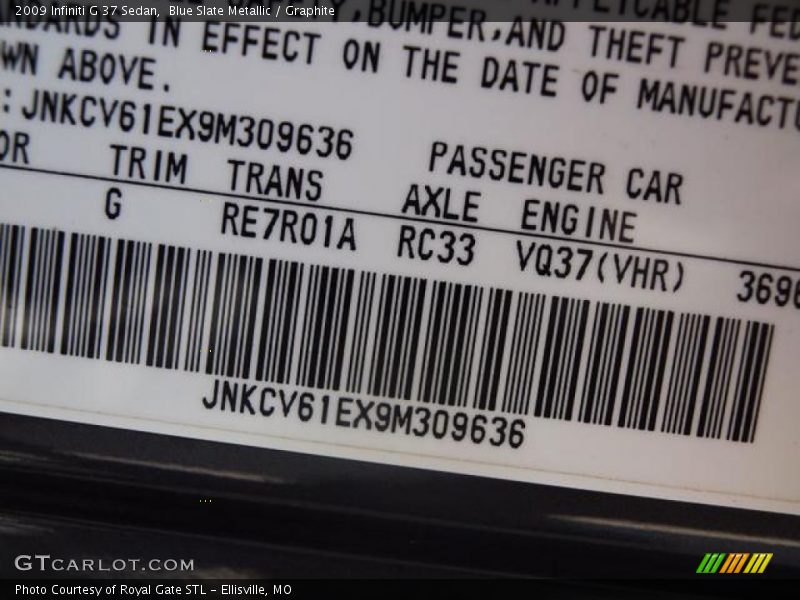 2009 Infiniti G 37 Sedan, Blue Slate Metallic / Graphite
BUMPER, AND THEFT PREVE
IN EFFECT ON THE DATE OF MANUFACTU
WN ABOVE.
: JNKCV61EX9M309636 PASSENGER CAR
OR TRIM TRANS AXLE ENGINE
G RE7R01A RC33 VQ37(VHR) 3696
JNKCV61EX9M309636
GTCARLOT.COM
Photo Courtesy of Royal Gate STL - Ellisville, MO